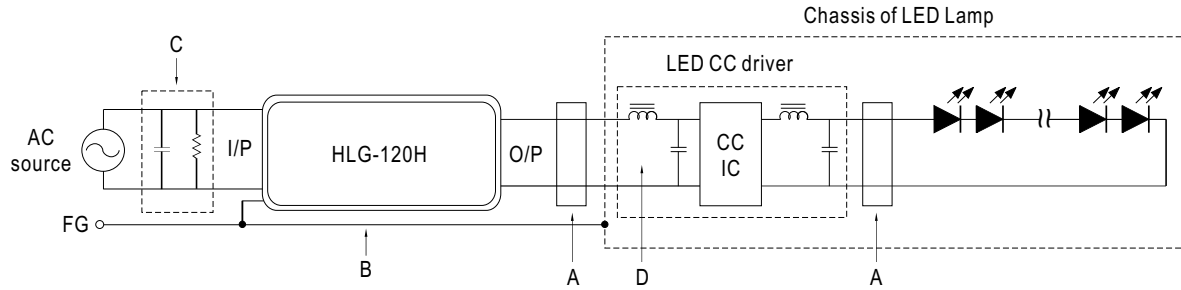 Chassis of LED Lamp
C
LED CC driver
AC
source
I/P
HLG-120H
O/P
CC
IC
FG
B
A
D
A